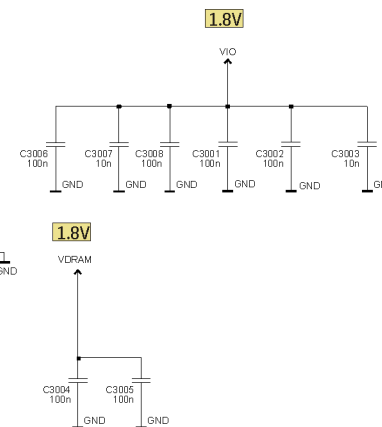 1.8V
VIO
C3006 C3007 C3008 C3001 C3002 C3003
100n 10n 100n 100n 100n 10n
GND GND GND GND GND
1.8V
GND
VDRAM
C3004 C3005
100n 100n
GND GND